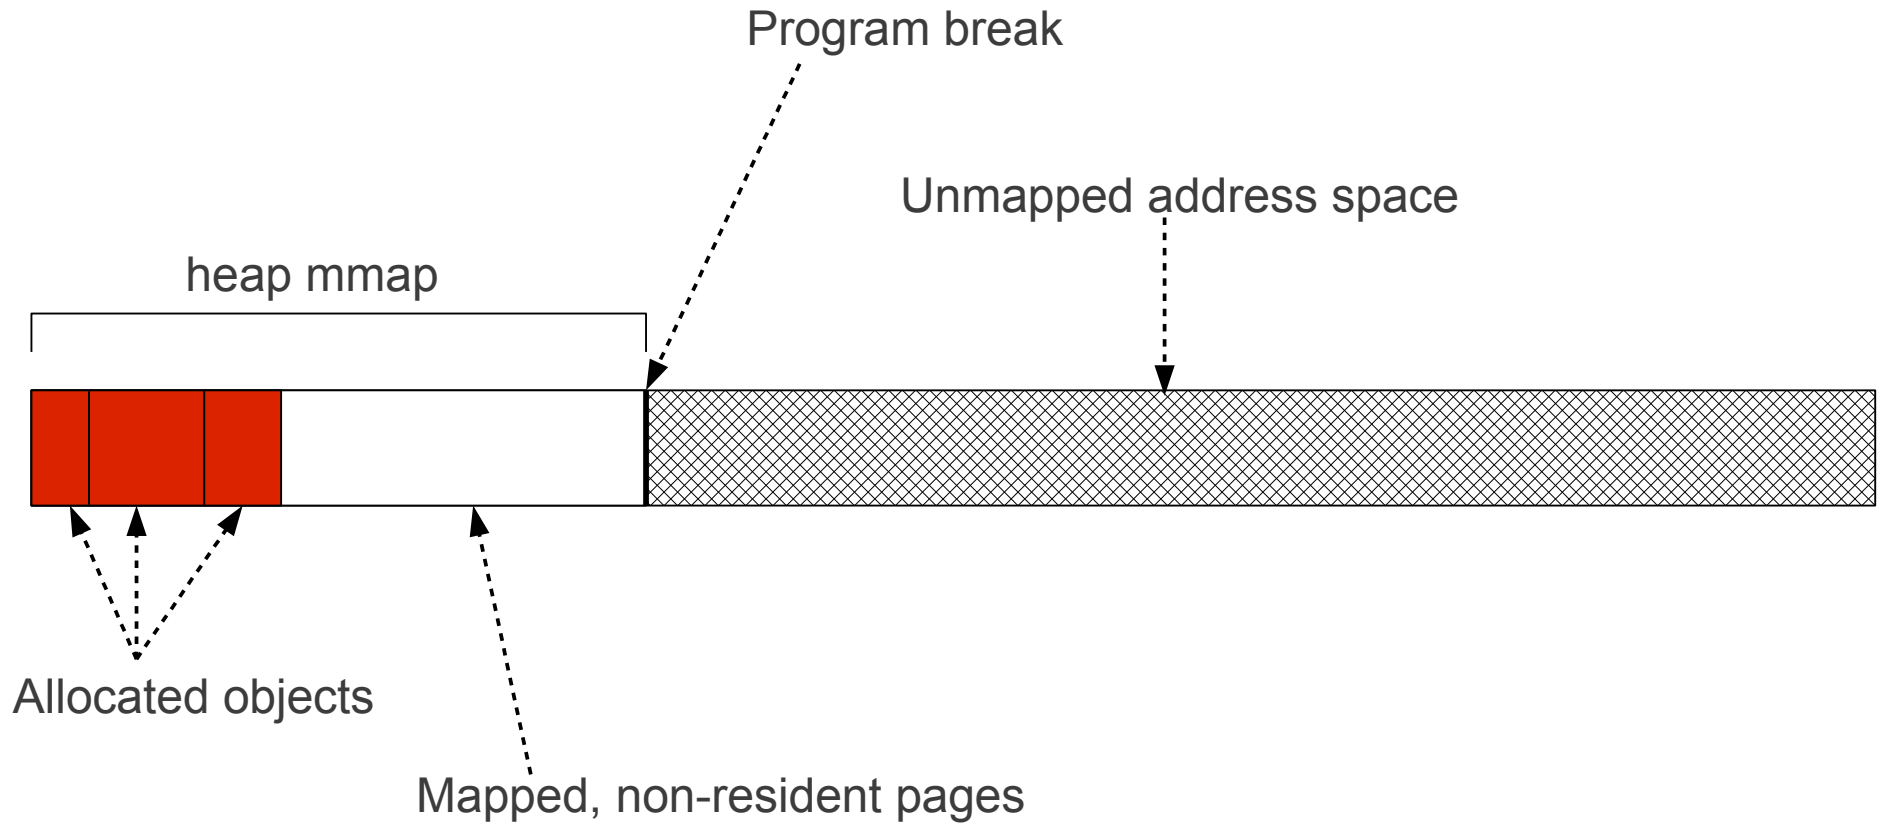 Program break
Unmapped address space
heap mmap
Allocated objects
Mapped, non-resident pages